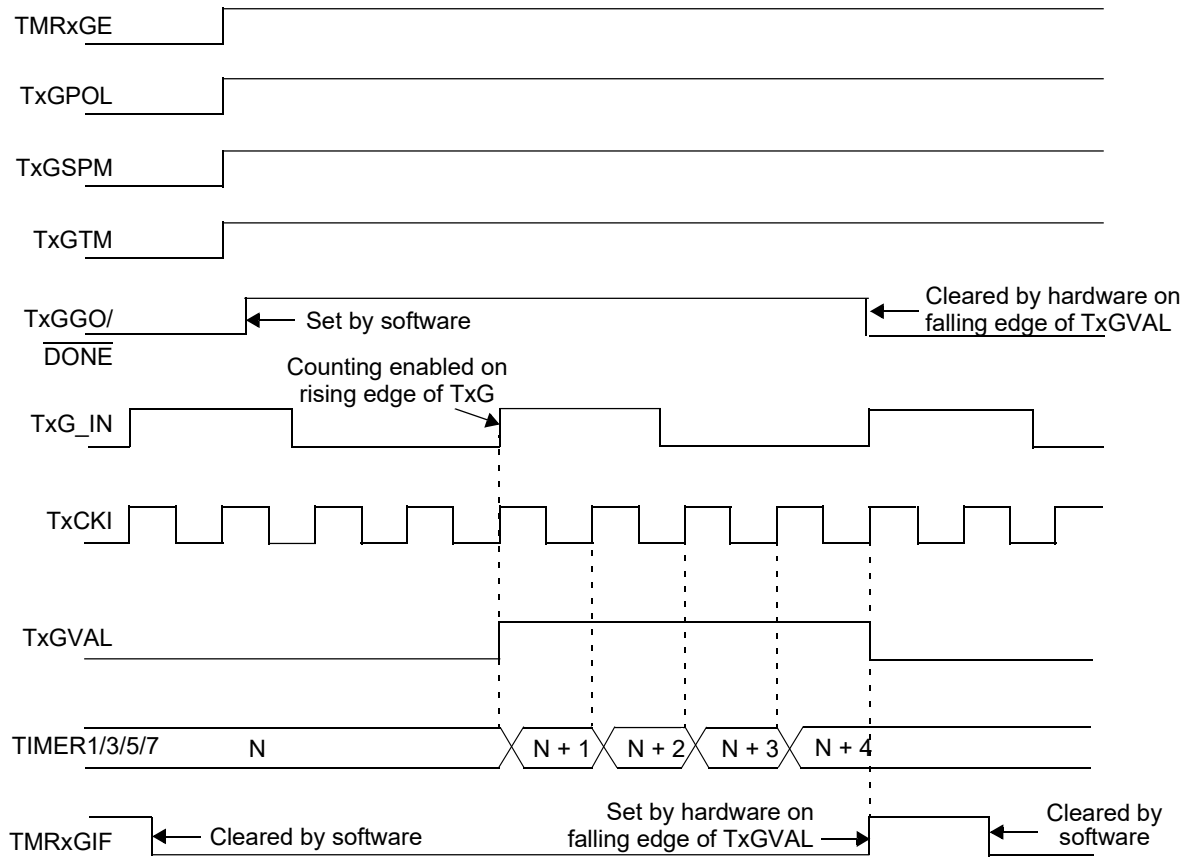 TMRxGE
TxGPOL
TxGSPM
TxGTM
TxGGO/
DONE
Set by software
Cleared by hardware on
falling edge of TxGVAL
Counting enabled on
rising edge of TxG
TxG_IN
TxCKI
TxGVAL
TIMER1/3/5/7
N
N + 1
N + 2
N + 3
N + 4
TMRxGIF
Cleared by software
Set by hardware on
falling edge of TxGVAL
Cleared by
software